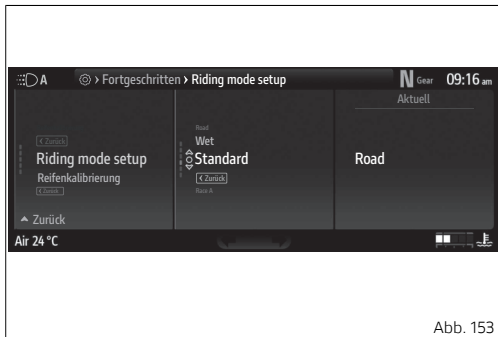 A
› Fortgeschritten › Riding mode setup
N Gear 09:16 am
Zurück
Riding mode setup
Reifenkalibrierung
Zurück
Zurück
Road
Wet
Standard
Zurück
Race A
Aktuell
Road
Air 24 °C
Abb. 153